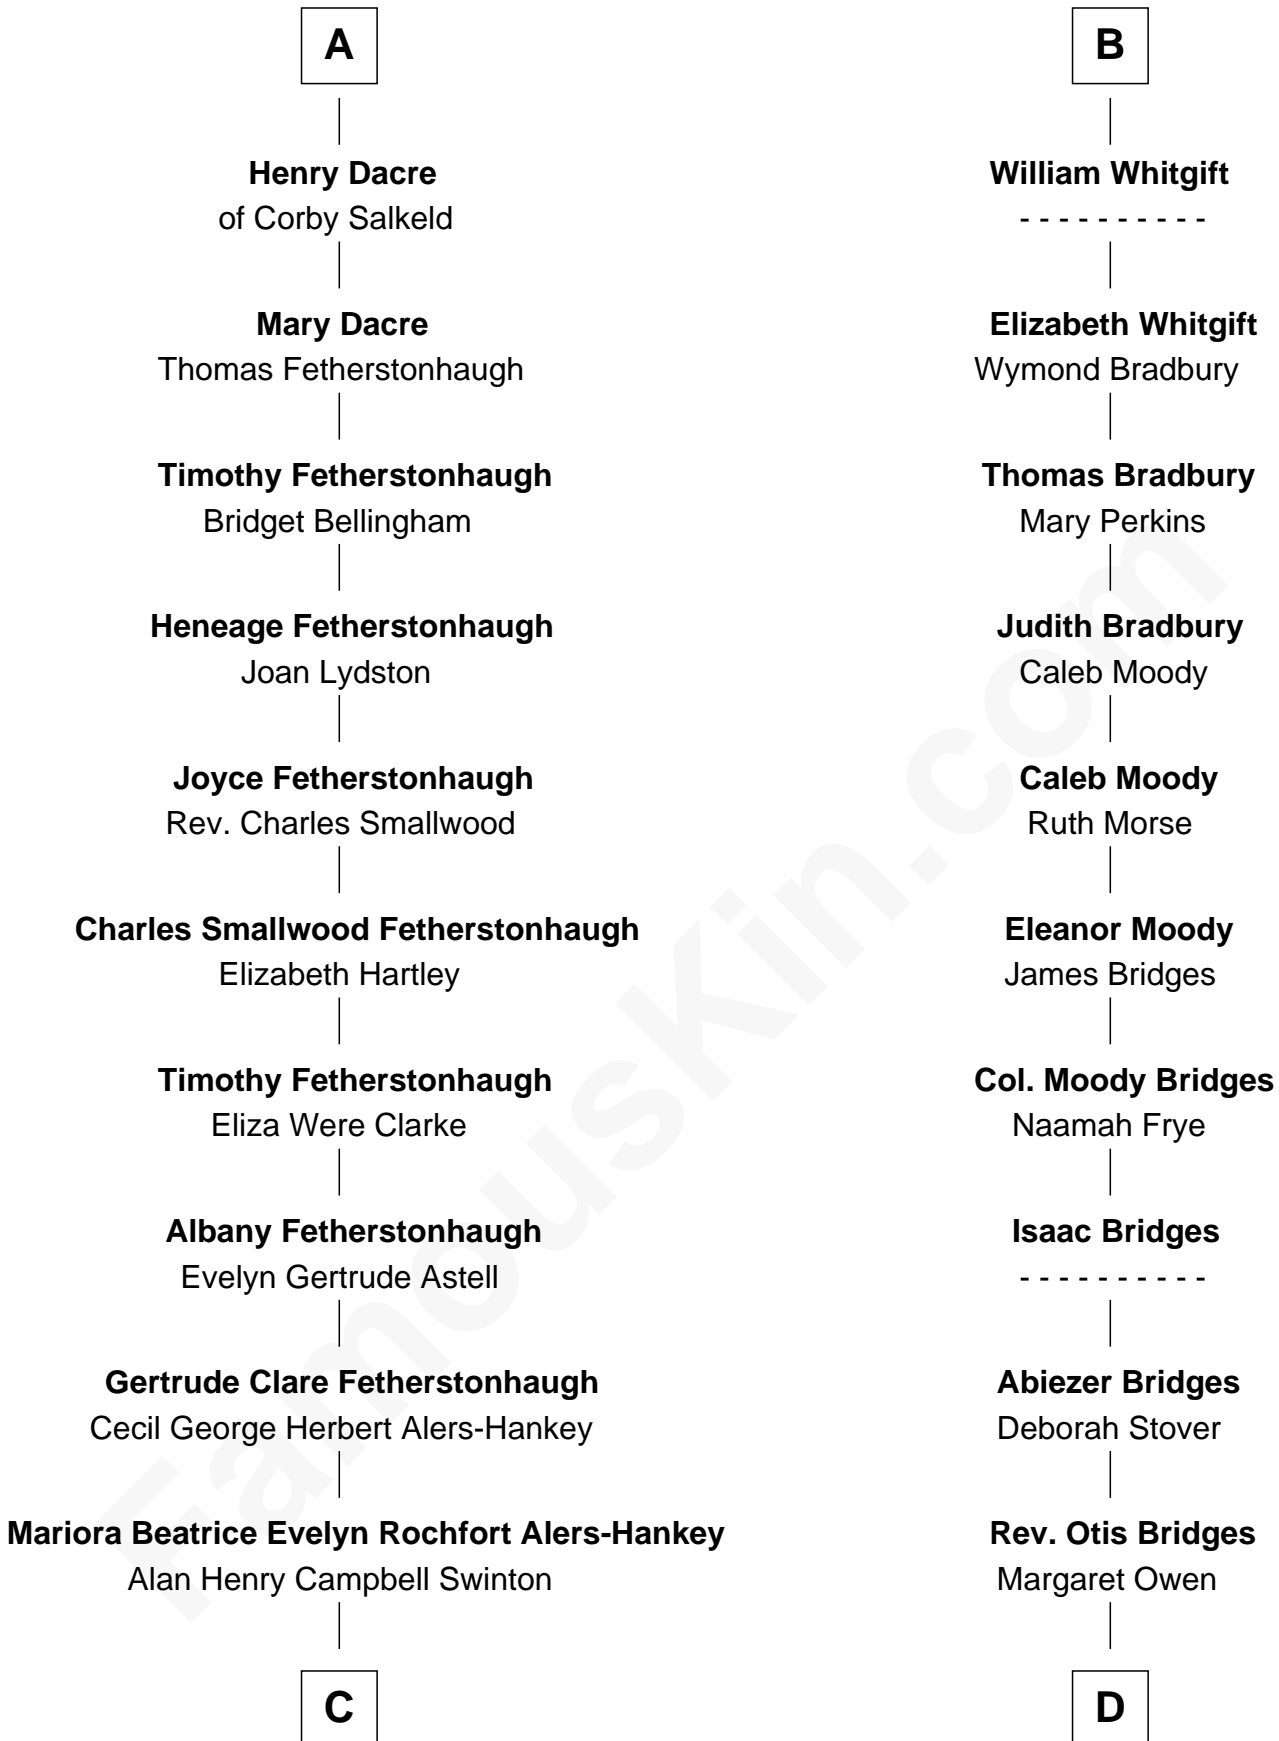 A
Henry Dacre
of Corby Salkeld
Mary Dacre
Thomas Fetherstonhaugh
Timothy Fetherstonhaugh
Bridget Bellingham
Heneage Fetherstonhaugh
Joan Lydston
Joyce Fetherstonhaugh
Rev. Charles Smallwood
Charles Smallwood Fetherstonhaugh
Elizabeth Hartley
Timothy Fetherstonhaugh
Eliza Were Clarke
Albany Fetherstonhaugh
Evelyn Gertrude Astell
Gertrude Clare Fetherstonhaugh
Cecil George Herbert Alers-Hankey
Mariora Beatrice Evelyn Rochfort Alers-Hankey
Alan Henry Campbell Swinton
C
B
William Whitgift
- - - - - - - - - -
Elizabeth Whitgift
Wymond Bradbury
Thomas Bradbury
Mary Perkins
Judith Bradbury
Caleb Moody
Caleb Moody
Ruth Morse
Eleanor Moody
James Bridges
Col. Moody Bridges
Naamah Frye
Isaac Bridges
- - - - - - - - - -
Abiezer Bridges
Deborah Stover
Rev. Otis Bridges
Margaret Owen
D
FamousKin.com